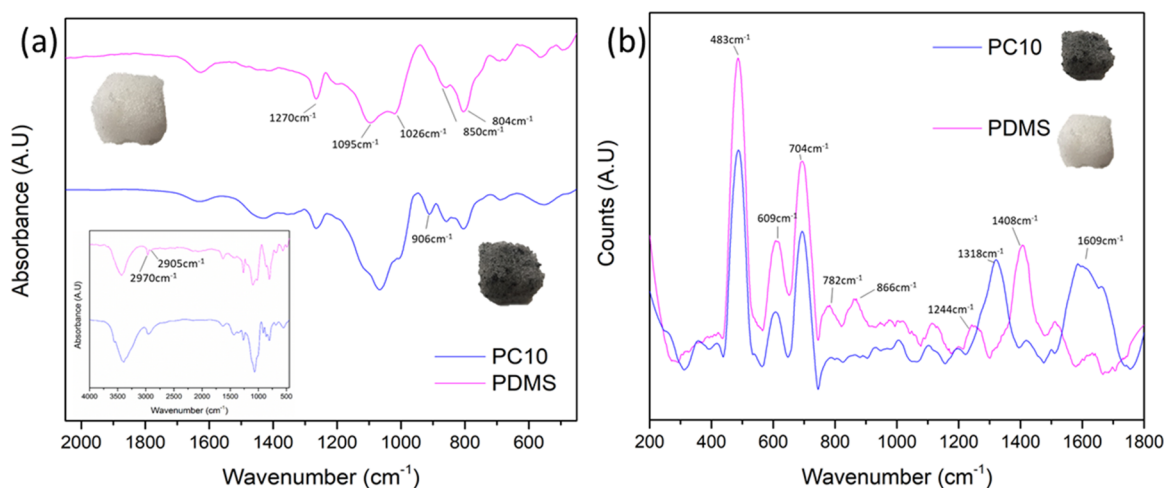 (a)
Absorbance (A.U)
1270cm⁻¹
1095cm⁻¹
1026cm⁻¹
850cm⁻¹
804cm⁻¹
906cm⁻¹
Absorbance (A.U)
2905cm⁻¹
2970cm⁻¹
4000 3500 3000 2500 2000 1500 1000 500
Wavenumber (cm⁻¹)
PC10
PDMS
2000 1800 1600 1400 1200 1000 800 600
Wavenumber (cm⁻¹)
(b)
Counts (A.U)
483cm⁻¹
609cm⁻¹
704cm⁻¹
782cm⁻¹
866cm⁻¹
1244cm⁻¹
1318cm⁻¹
1408cm⁻¹
1609cm⁻¹
PC10
PDMS
200 400 600 800 1000 1200 1400 1600 1800
Wavenumber (cm⁻¹)